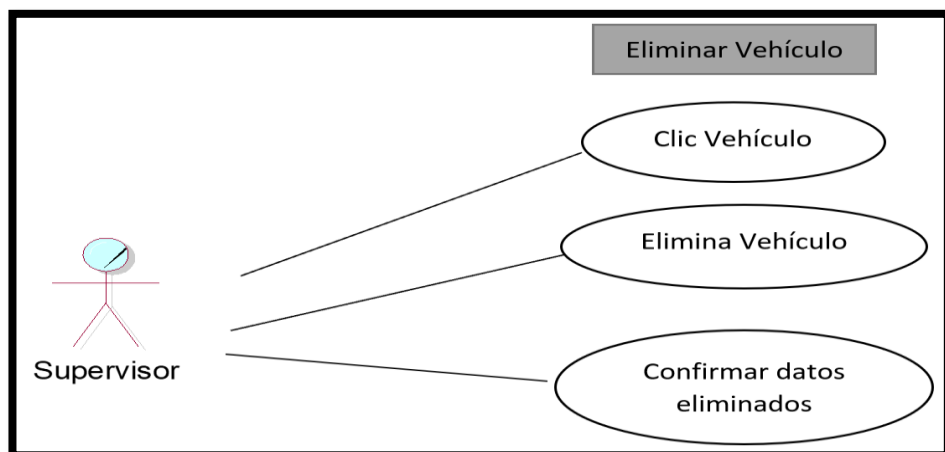 Eliminar Vehículo
Clic Vehículo
Elimina Vehículo
Supervisor
Confirmar datos
eliminados